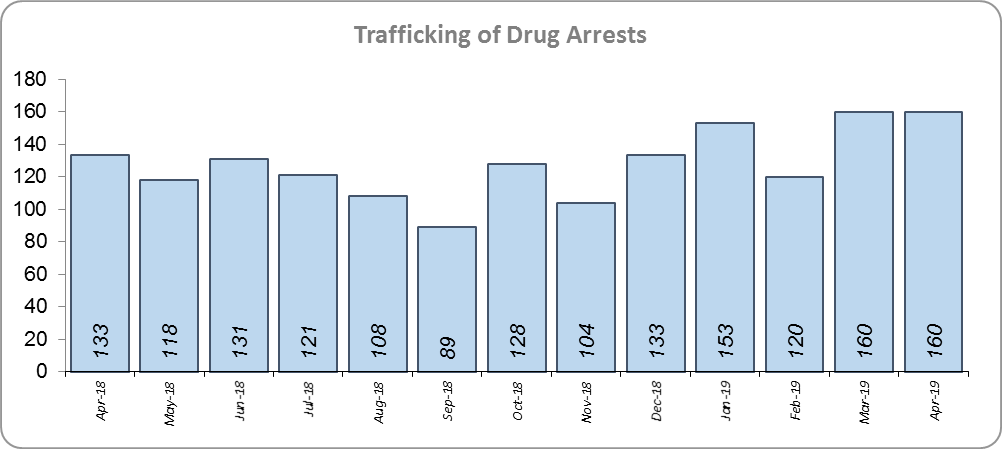 Trafficking of Drug Arrests
180
160
140
120
100
80
60
40
20
0
133
118
131
121
108
89
128
104
133
153
120
160
160
Apr-18
May-18
Jun-18
Jul-18
Aug-18
Sep-18
Oct-18
Nov-18
Dec-18
Jan-19
Feb-19
Mar-19
Apr-19